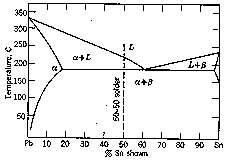 Temperature, C
350
300
250
200
150
100
50
L
α+L
L+β
α
α+β
50-50 solder
Pb 10 20 30 40 50 60 70 80 90 Sn
% Sn shown